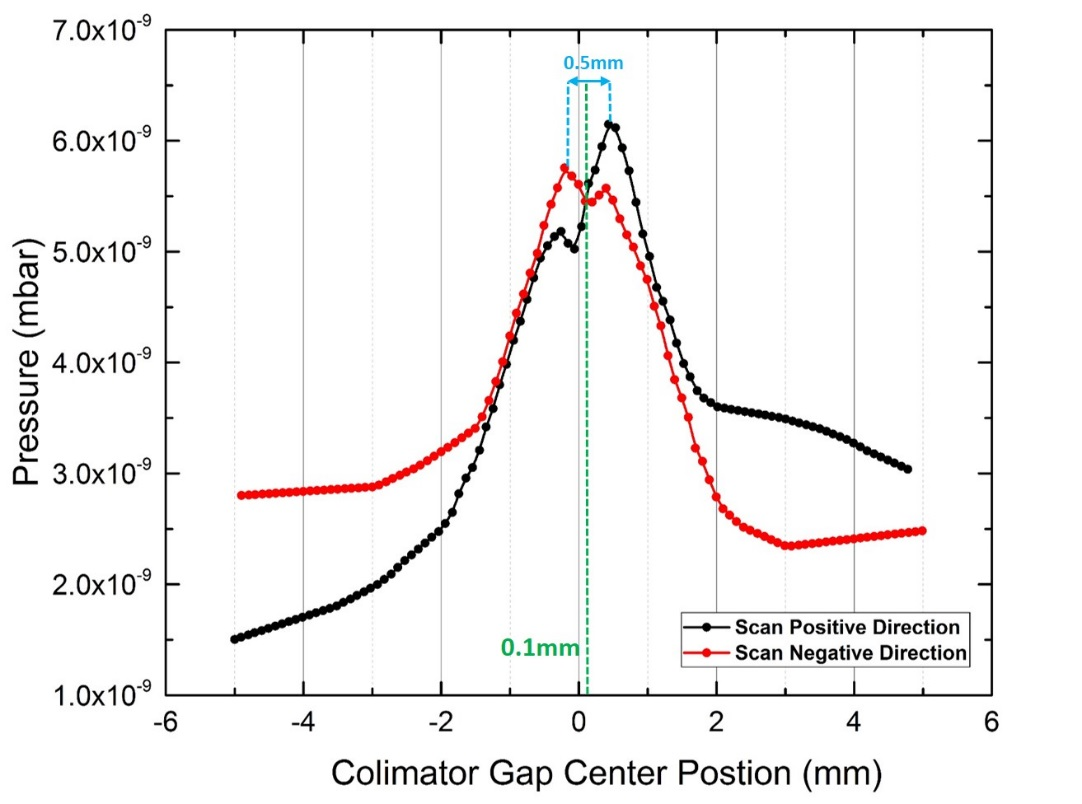 7.0x10⁻⁹
6.0x10⁻⁹
5.0x10⁻⁹
4.0x10⁻⁹
3.0x10⁻⁹
2.0x10⁻⁹
1.0x10⁻⁹
Pressure (mbar)
0.5mm
0.1mm
Scan Positive Direction
Scan Negative Direction
-6 -4 -2 0 2 4 6
Colimator Gap Center Postion (mm)